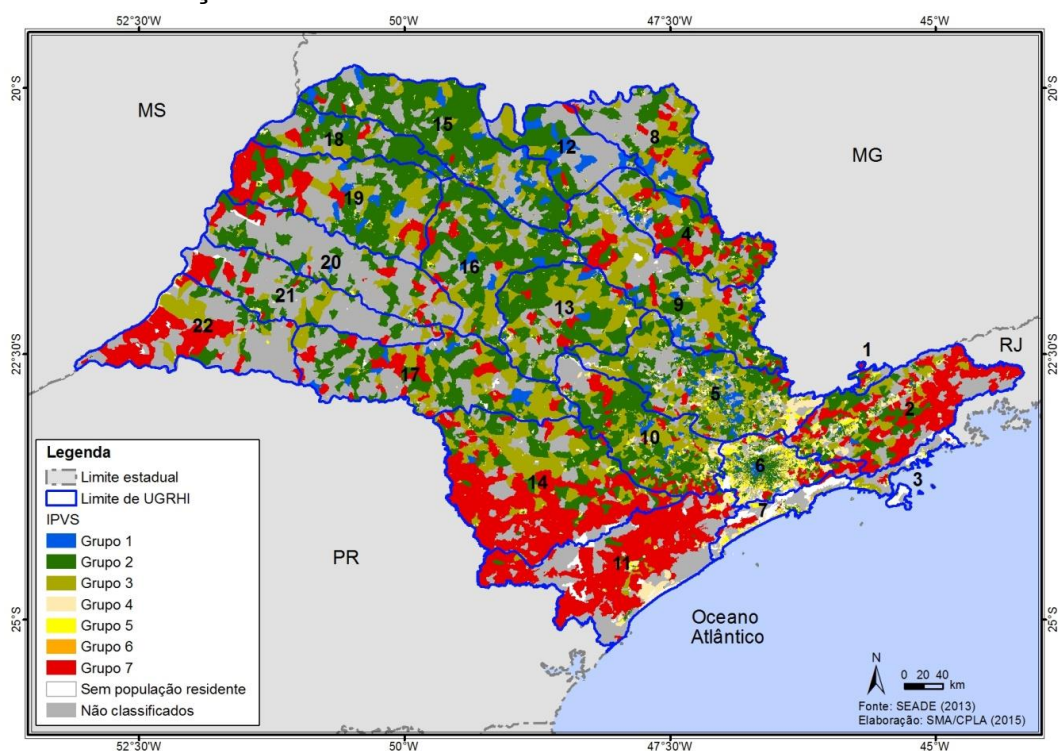 52°30'W
50°W
47°30'W
45°W
20°S
20°S
MS
MG
15
18
12
8
19
4
16
20
13
9
21
22
22°30'S
22°30'S
17
1
RJ
5
2
10
6
3
14
7
11
PR
25°S
25°S
Oceano
Atlântico
Legenda
Limite estadual
Limite de UGRHI
IPVS
Grupo 1
Grupo 2
Grupo 3
Grupo 4
Grupo 5
Grupo 6
Grupo 7
Sem população residente
Não classificados
N
0 20 40
km
Fonte: SEADE (2013)
Elaboração: SMA/CPLA (2015)
52°30'W
50°W
47°30'W
45°W